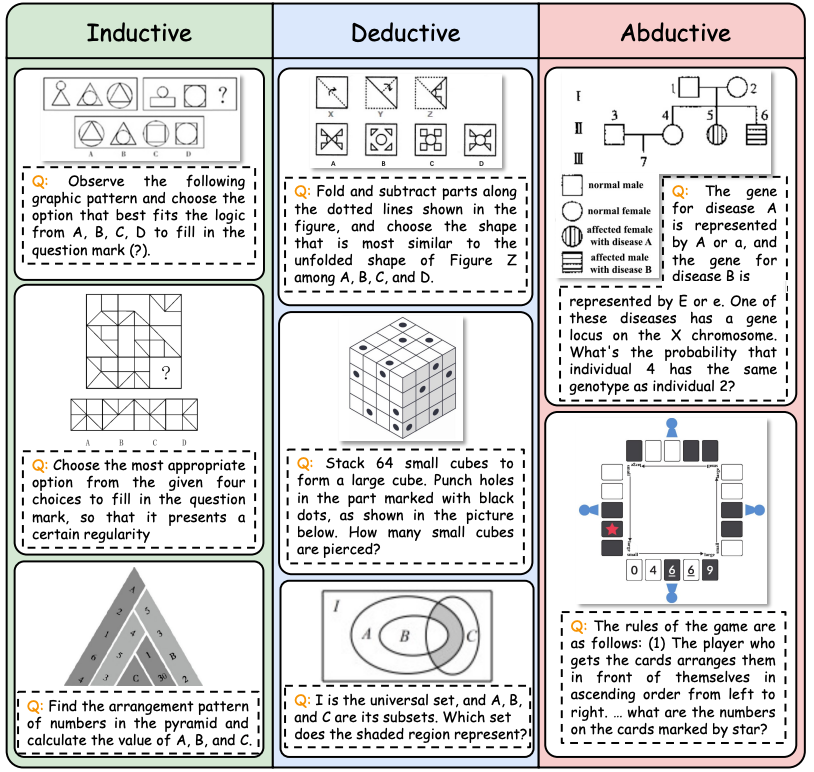 Inductive
?
A B C D
Q: Observe the following
graphic pattern and choose the
option that best fits the logic
from A, B, C, D to fill in the
question mark (?).
?
A B C D
Q: Choose the most appropriate
option from the given four
choices to fill in the question
mark, so that it presents a
certain regularity
A
2 5
1 4 3
6 5 1 B
4 3 C 30 2
Q: Find the arrangement pattern
of numbers in the pyramid and
calculate the value of A, B, and C.
Deductive
X Y Z
A B C D
Q: Fold and subtract parts along
the dotted lines shown in the
figure, and choose the shape
that is most similar to the
unfolded shape of Figure Z
among A, B, C, and D.
Q: Stack 64 small cubes to
form a large cube. Punch holes
in the part marked with black
dots, as shown in the picture
below. How many small cubes
are pierced?
I
A B C
Q: I is the universal set, and A, B,
and C are its subsets. Which set
does the shaded region represent?
Abductive
I
1 2
II
3 4 5 6
III
7
normal male
normal female
affected female
with disease A
affected male
with disease B
Q: The gene
for disease A
is represented
by A or a, and
the gene for
disease B is
represented by E or e. One of
these diseases has a gene
locus on the X chromosome.
What's the probability that
individual 4 has the same
genotype as individual 2?
0 4 6 6 9
Q: The rules of the game are
as follows: (1) The player who
gets the cards arranges them
in front of themselves in
ascending order from left to
right. … what are the numbers
on the cards marked by star?